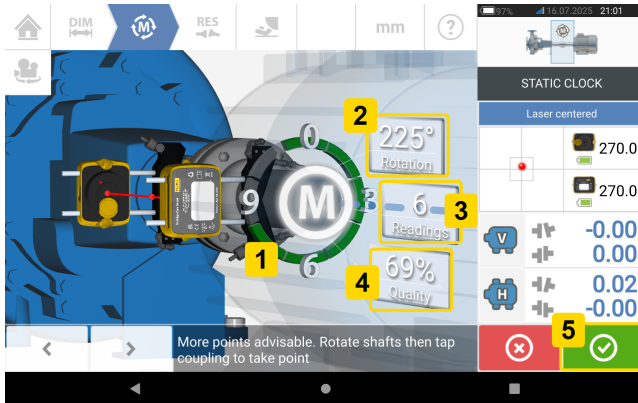 97%
16.07.2025 21:01
DIM
M
RES
mm
?
STATIC CLOCK
Laser centered
270.0
270.0
V
-0.00
0.00
H
0.02
-0.00
0
3
6
9
M
2
225°
Rotation
6
Readings
3
69%
Quality
4
1
5
More points advisable. Rotate shafts then tap
coupling to take point